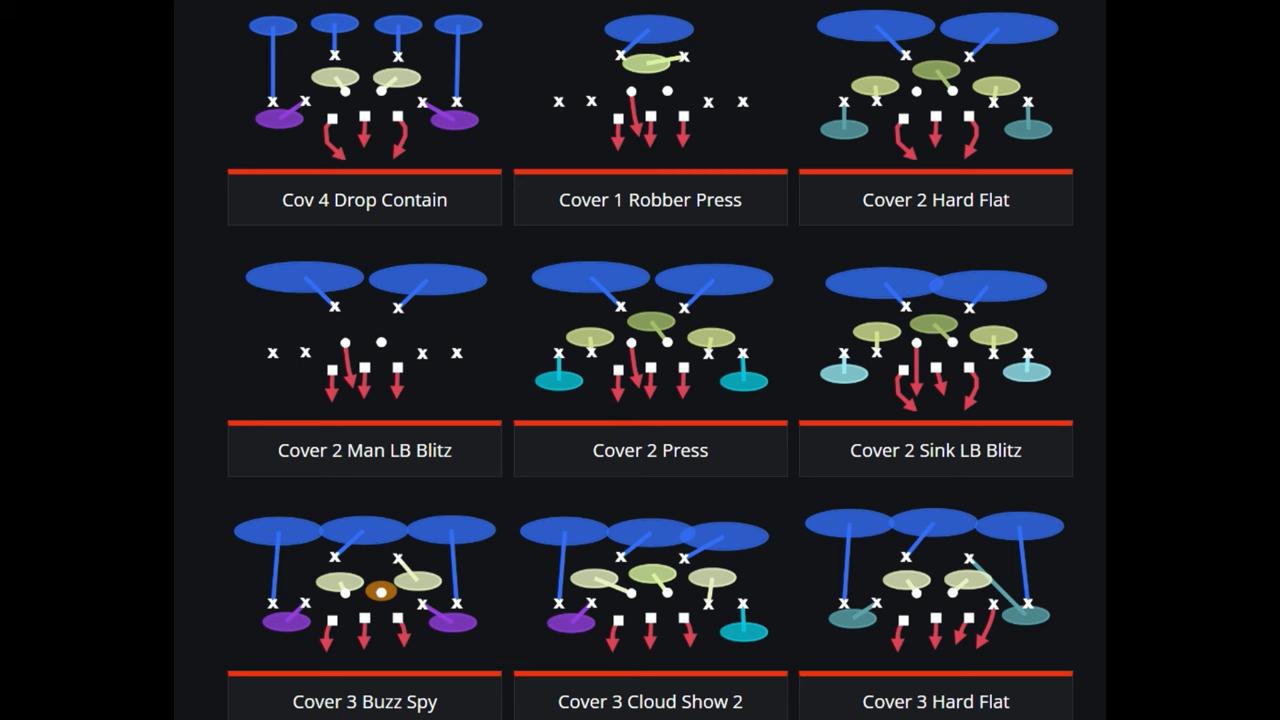 Cov 4 Drop Contain
Cover 1 Robber Press
Cover 2 Hard Flat
Cover 2 Man LB Blitz
Cover 2 Press
Cover 2 Sink LB Blitz
Cover 3 Buzz Spy
Cover 3 Cloud Show 2
Cover 3 Hard Flat